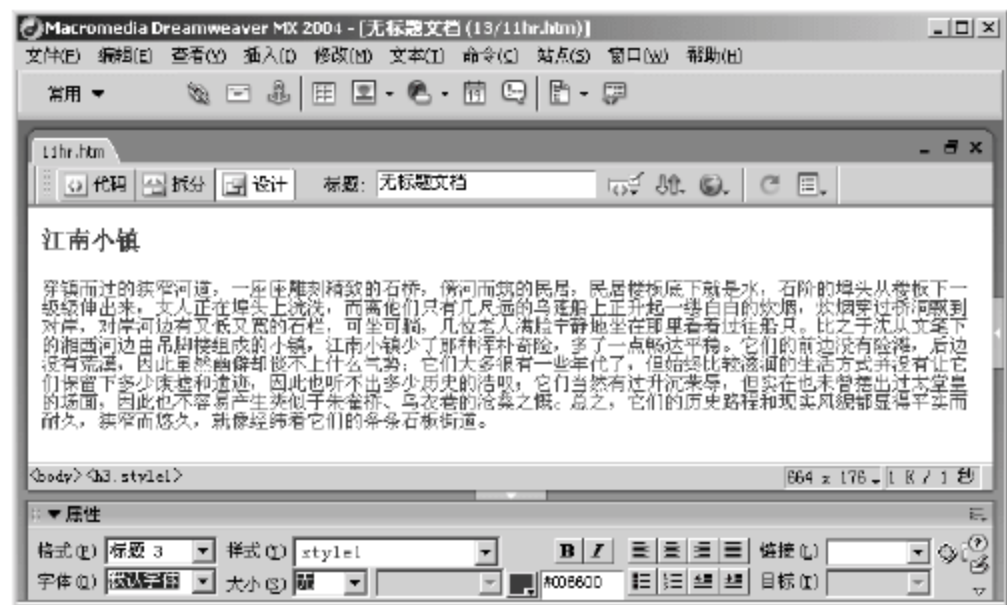 Macromedia Dreamweaver MX 2004 - [无标题文档 (13/11hr.htm)]
文件(F) 编辑(E) 查看(V) 插入(I) 修改(M) 文本(T) 命令(C) 站点(S) 窗口(W) 帮助(H)
常用
11hr.htm
代码 拆分 设计 标题: 无标题文档
江南小镇
穿镇而过的狭窄河道，一座座雕刻精致的石桥，傍河而筑的民居，民居楼板底下就是水，石阶的埠头从楼板下一
级级伸出来，女人正在埠头上浣洗，而离他们只有几尺远的乌篷船上正升起一缕白白的炊烟，炊烟穿过桥洞飘到
对岸，对岸河边有又低又宽的石栏，可坐可躺，几位老人满脸宁静地坐在那里看着过往船只。比之于沈从文笔下
的湘西河边由吊脚楼组成的小镇，江南小镇少了那种浑朴奇险，多了一点畅达平稳。它们的前边没有险滩，后边
没有荒漠，因此虽然幽僻却谈不上什么气势；它们大多很有一些年代了，但始终比较滋润的生活方式并没有让它
们保留下多少废墟和遗迹，因此也听不出多少历史的浩叹；它们当然有过升沉荣辱，但实在也未曾摆出过太堂皇
的场面，因此也不容易产生类似于朱雀桥、乌衣巷的沧桑之慨。总之，它们的历史路程和现实风貌都显得平实而
耐久，狭窄而悠久，就像经纬着它们的条条石板街道。
<body> <h3.style1> 664 x 176 1 K / 1 秒
属性
格式(F) 标题 3 样式(Y) style1 B I 链接(L)
字体(O) 默认字体 大小(S) 无 #006600 目标(T)